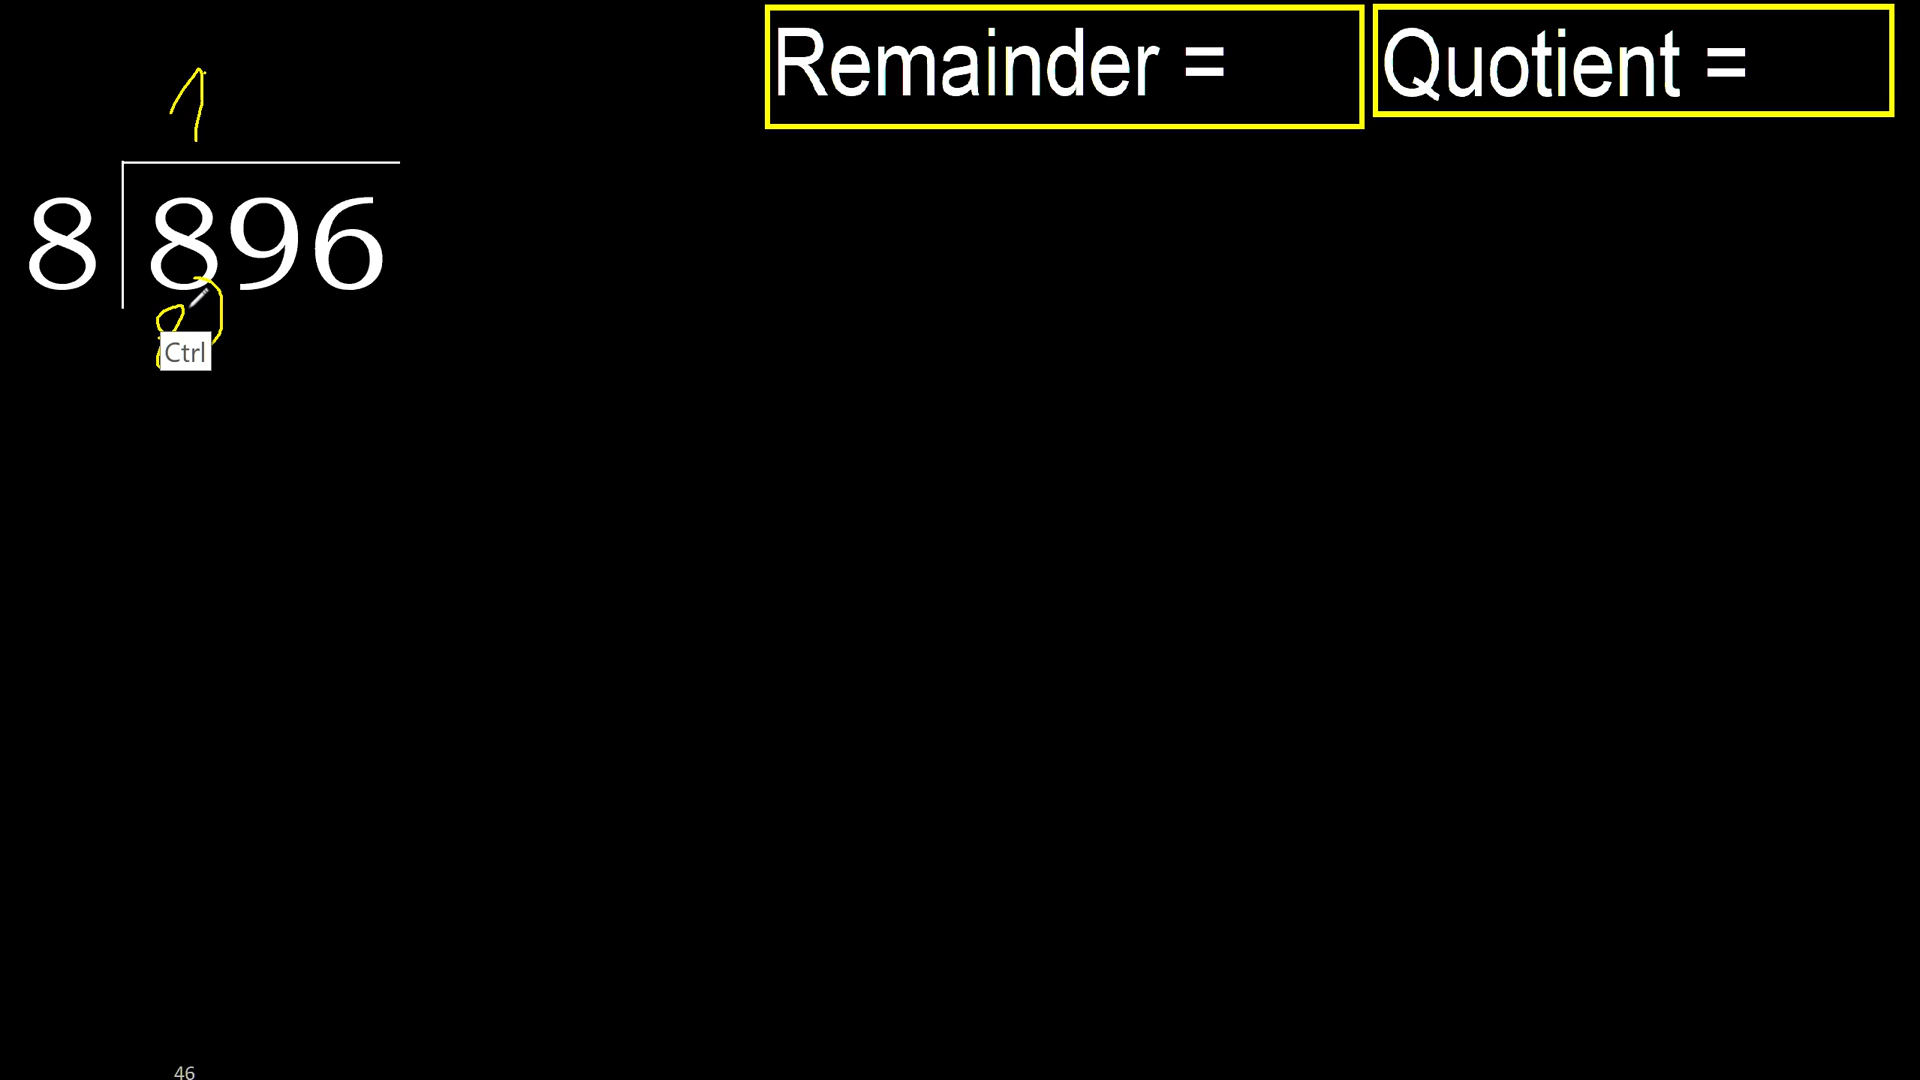 Remainder =
Quotient =
1
8 896
8
Ctrl
46